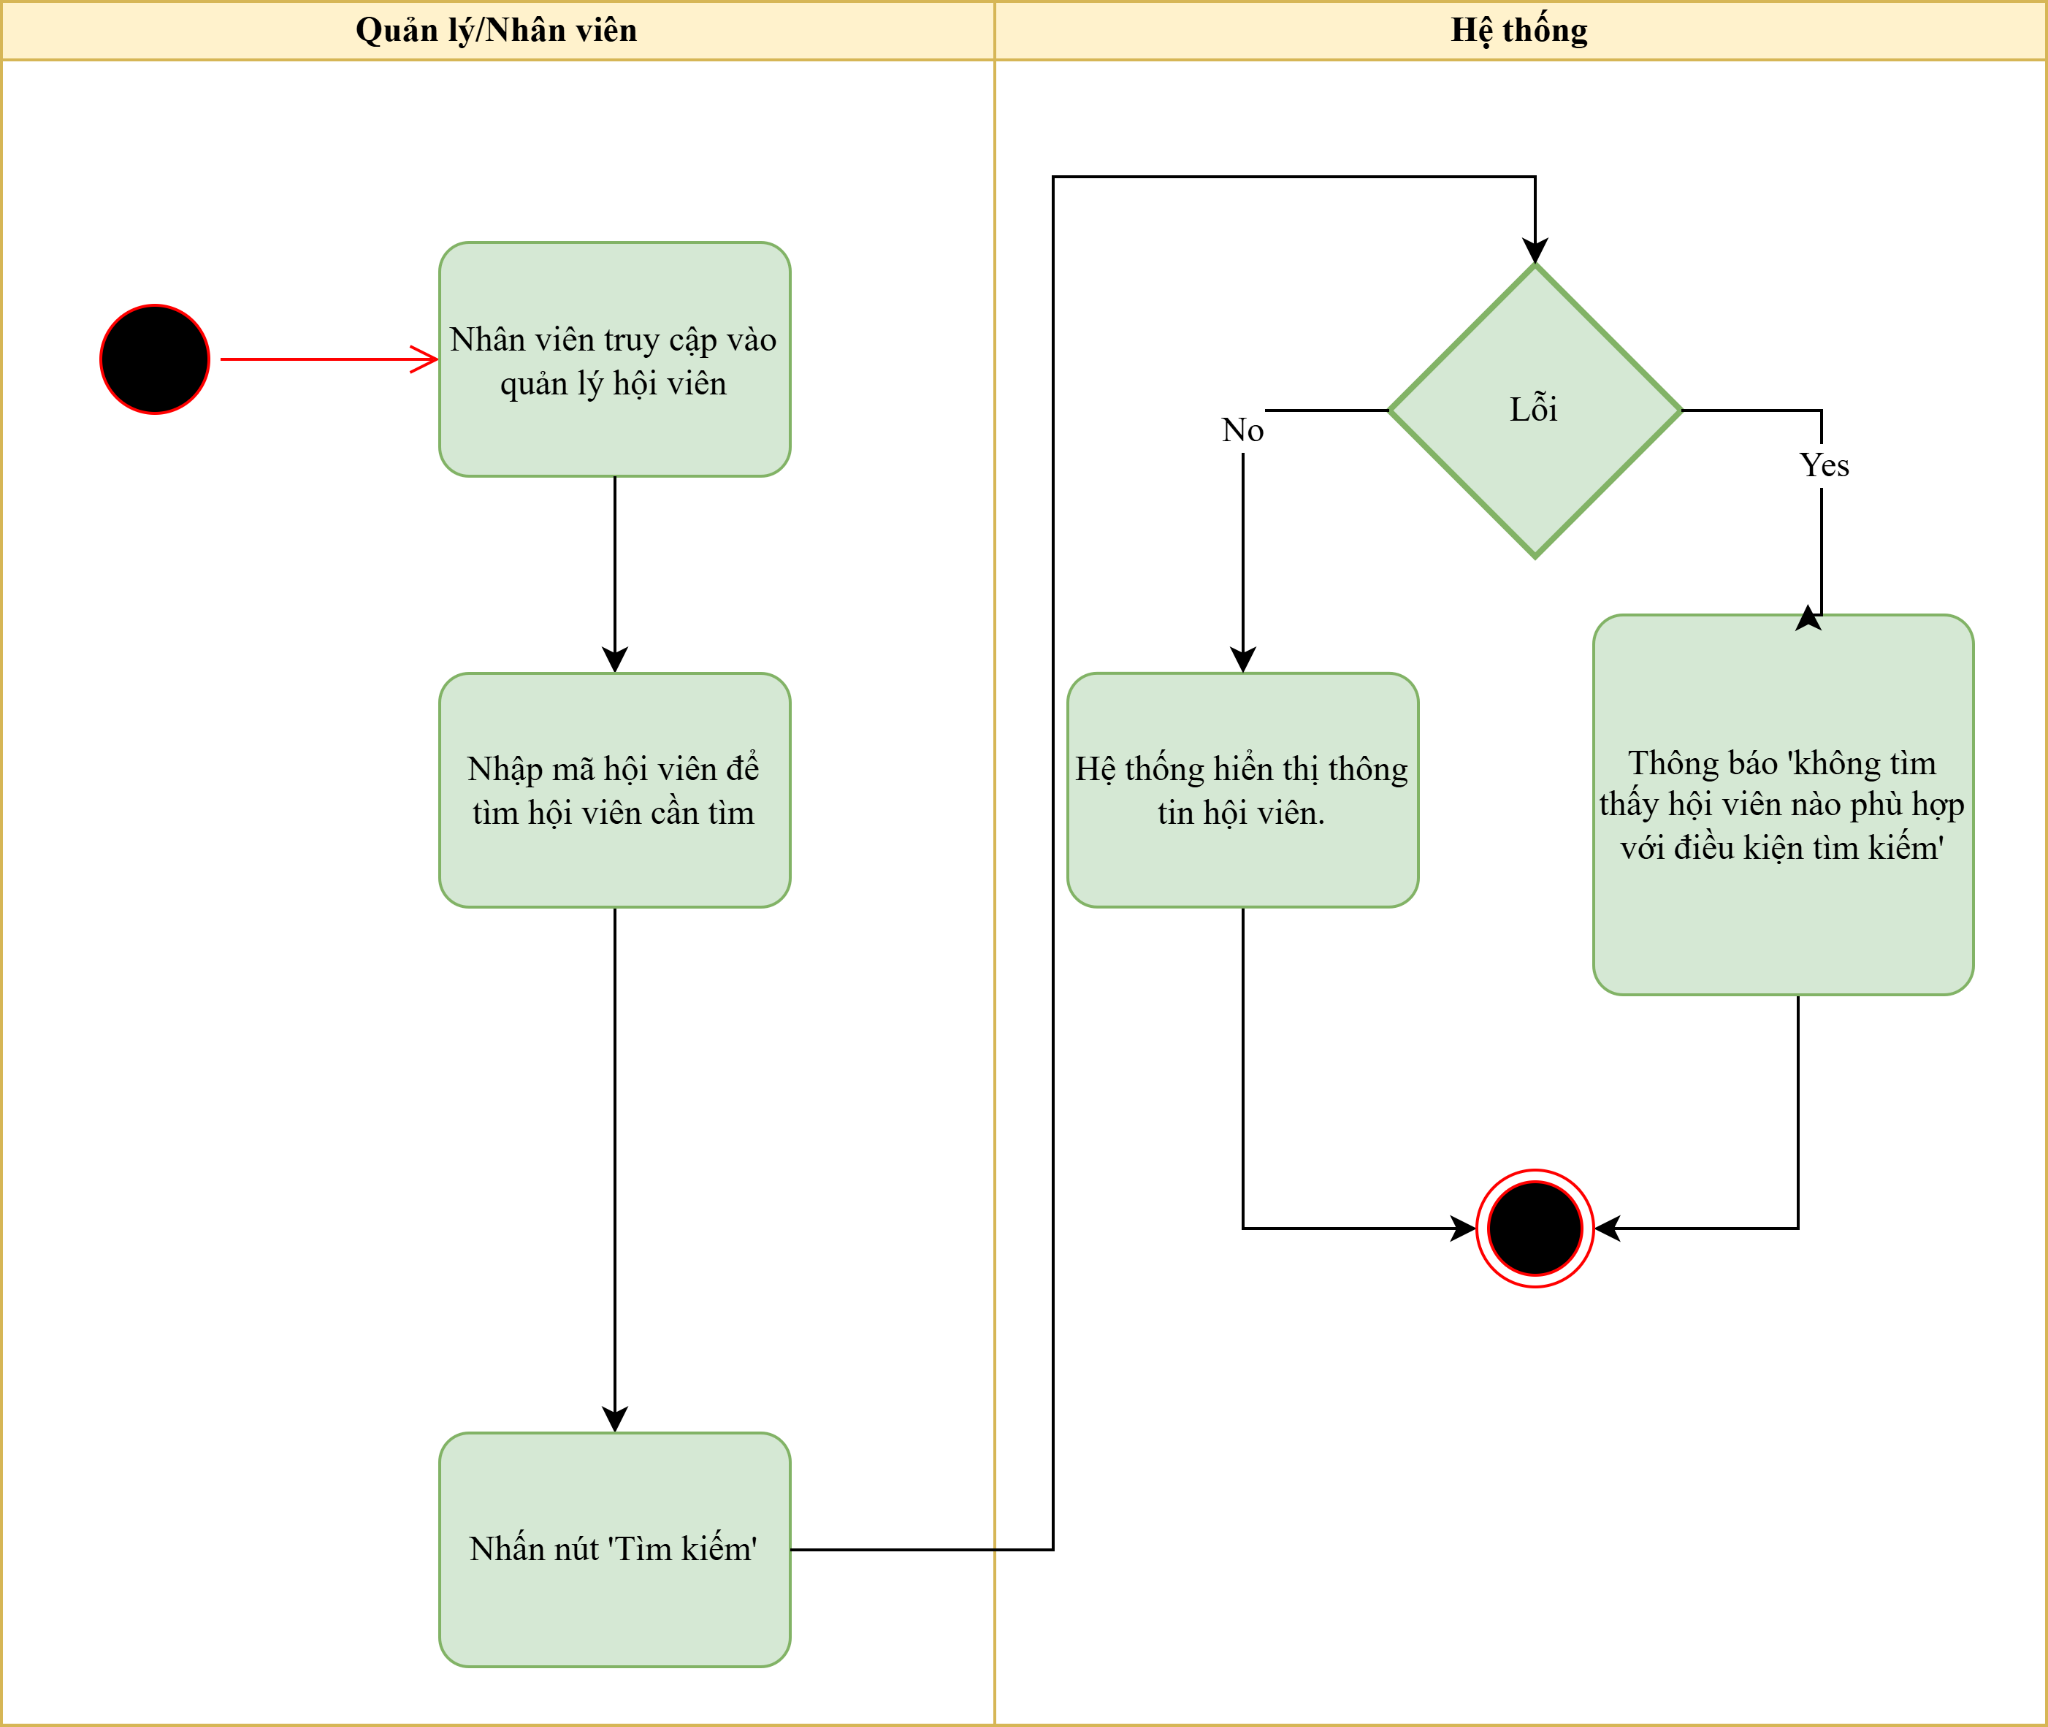 Quản lý/Nhân viên
Hệ thống
Nhân viên truy cập vào
quản lý hội viên
Nhập mã hội viên để
tìm hội viên cần tìm
Nhấn nút 'Tìm kiếm'
Lỗi
No
Yes
Hệ thống hiển thị thông
tin hội viên.
Thông báo 'không tìm
thấy hội viên nào phù hợp
với điều kiện tìm kiếm'